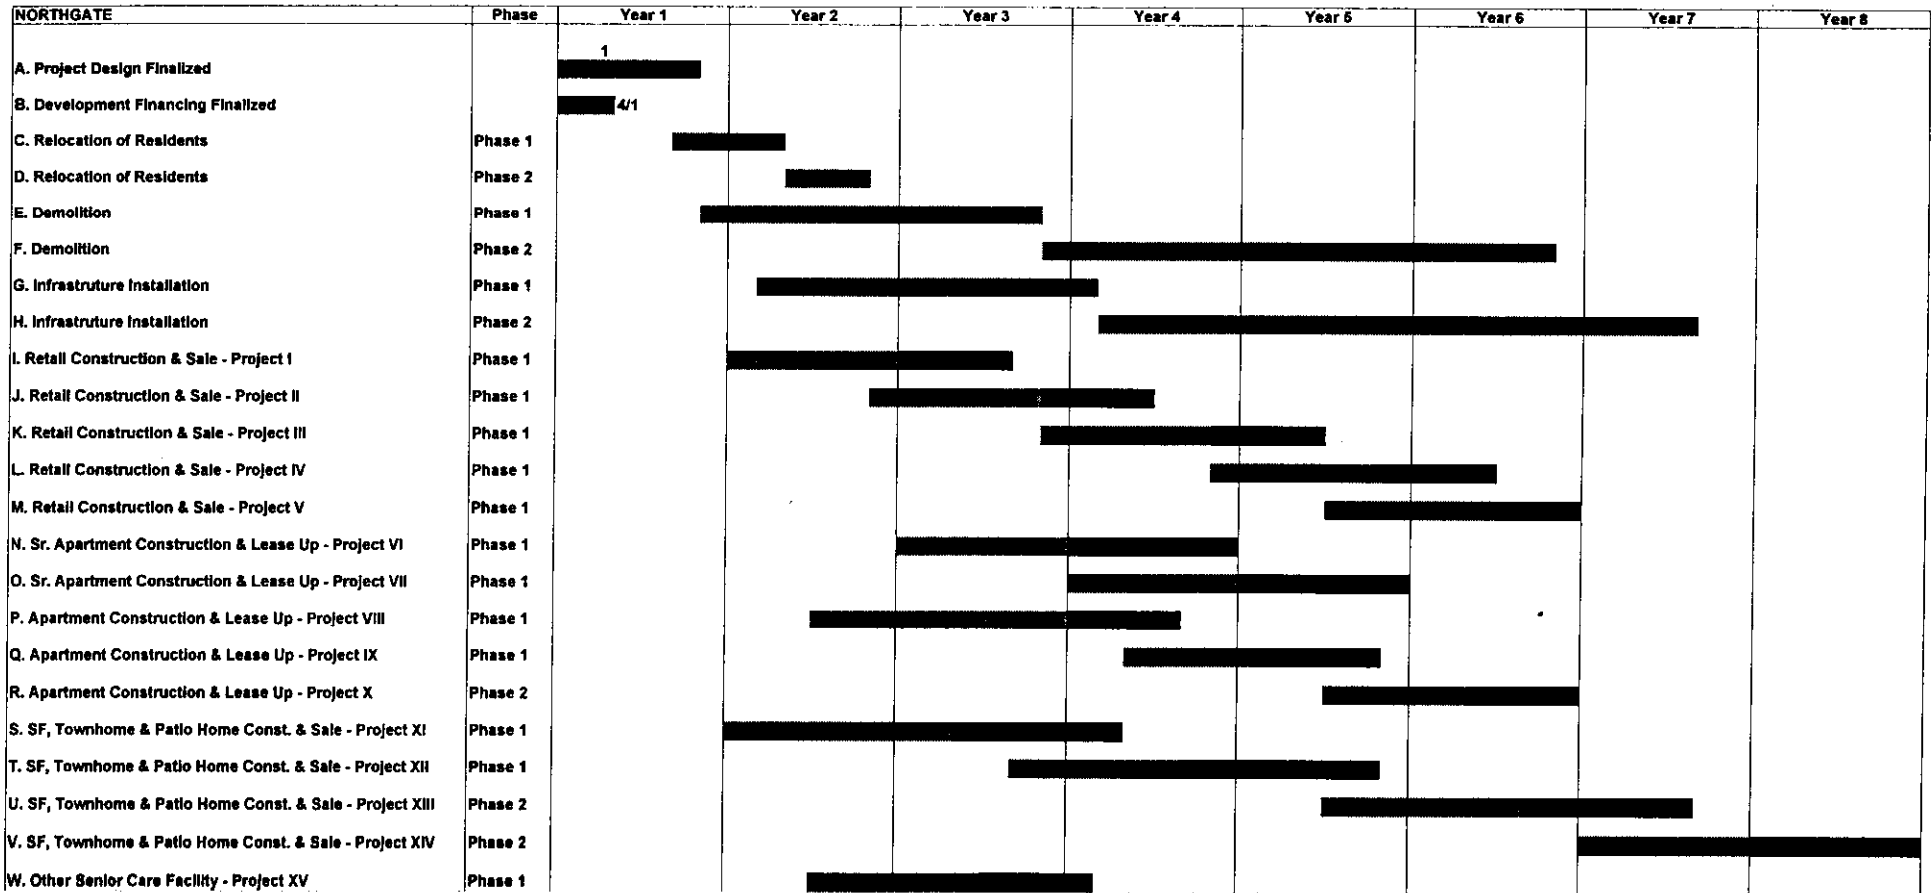 NORTHGATE Phase Year 1 Year 2 Year 3 Year 4 Year 5 Year 6 Year 7 Year 8
1
A. Project Design Finalized
B. Development Financing Finalized 4/1
C. Relocation of Residents Phase 1
D. Relocation of Residents Phase 2
E. Demolition Phase 1
F. Demolition Phase 2
G. Infrastruture Installation Phase 1
H. Infrastruture Installation Phase 2
I. Retail Construction & Sale - Project I Phase 1
J. Retail Construction & Sale - Project II Phase 1
K. Retail Construction & Sale - Project III Phase 1
L. Retail Construction & Sale - Project IV Phase 1
M. Retail Construction & Sale - Project V Phase 1
N. Sr. Apartment Construction & Lease Up - Project VI Phase 1
O. Sr. Apartment Construction & Lease Up - Project VII Phase 1
P. Apartment Construction & Lease Up - Project VIII Phase 1
Q. Apartment Construction & Lease Up - Project IX Phase 1
R. Apartment Construction & Lease Up - Project X Phase 2
S. SF, Townhome & Patio Home Const. & Sale - Project XI Phase 1
T. SF, Townhome & Patio Home Const. & Sale - Project XII Phase 1
U. SF, Townhome & Patio Home Const. & Sale - Project XIII Phase 2
V. SF, Townhome & Patio Home Const. & Sale - Project XIV Phase 2
W. Other Senior Care Facility - Project XV Phase 1